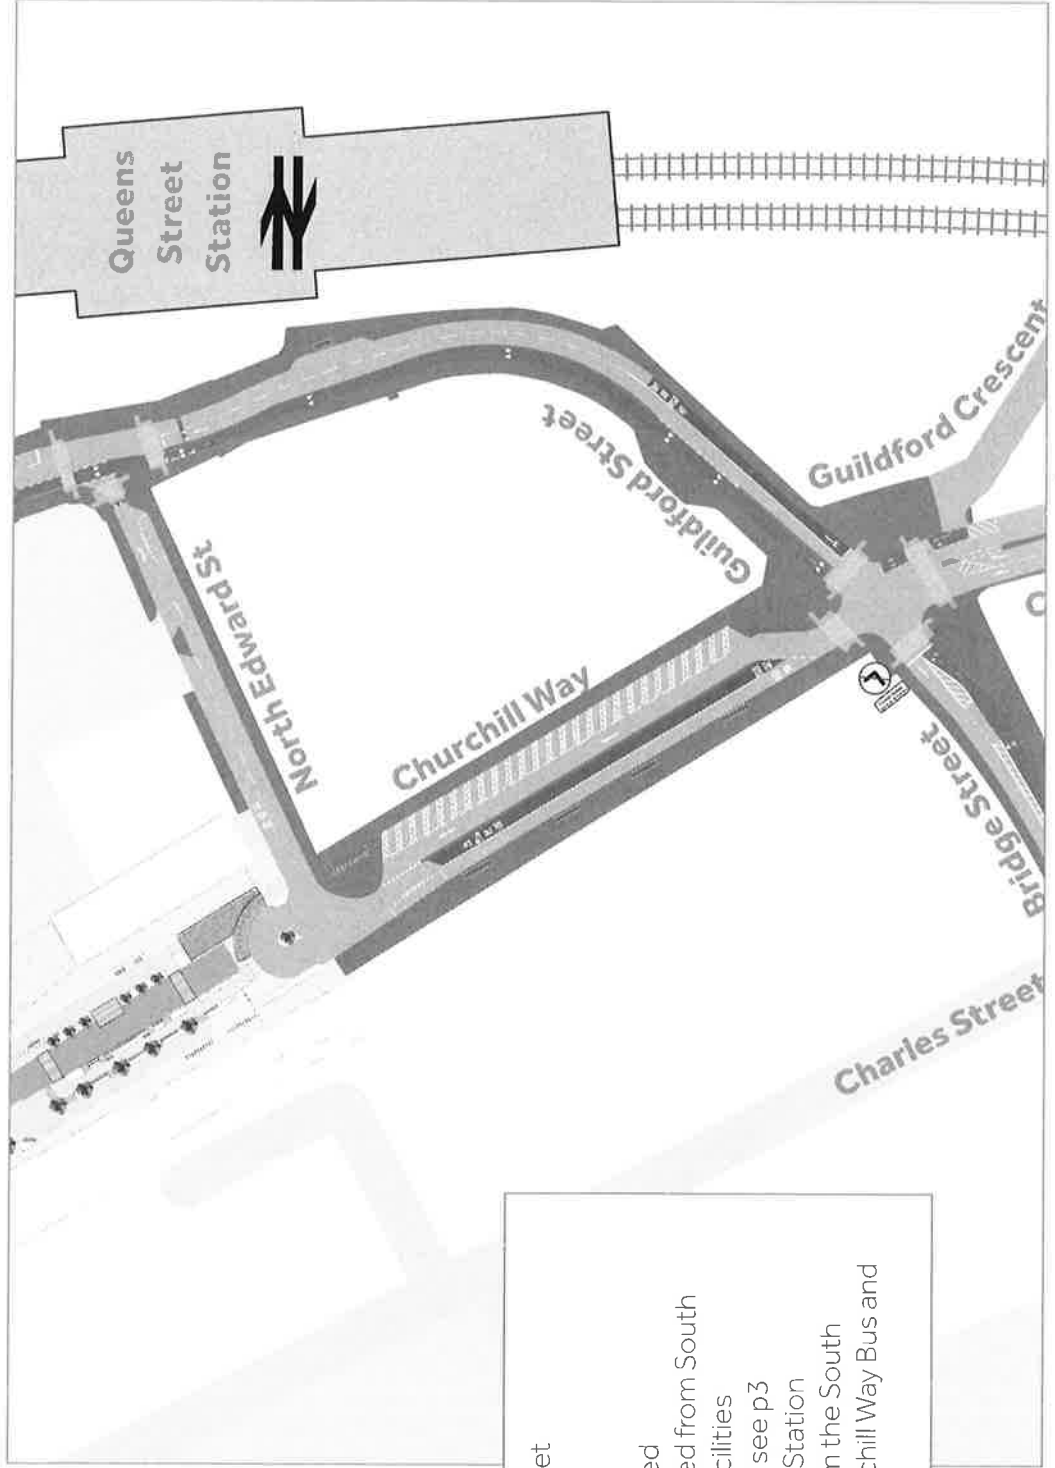 Queens
Street
Station
Guildford Street
Guildford Crescent
North Edward St
Churchill Way
Bridge Street
Charles Street
C
et
ed
ed from South
cilities
see p3
Station
n the South
chill Way Bus and